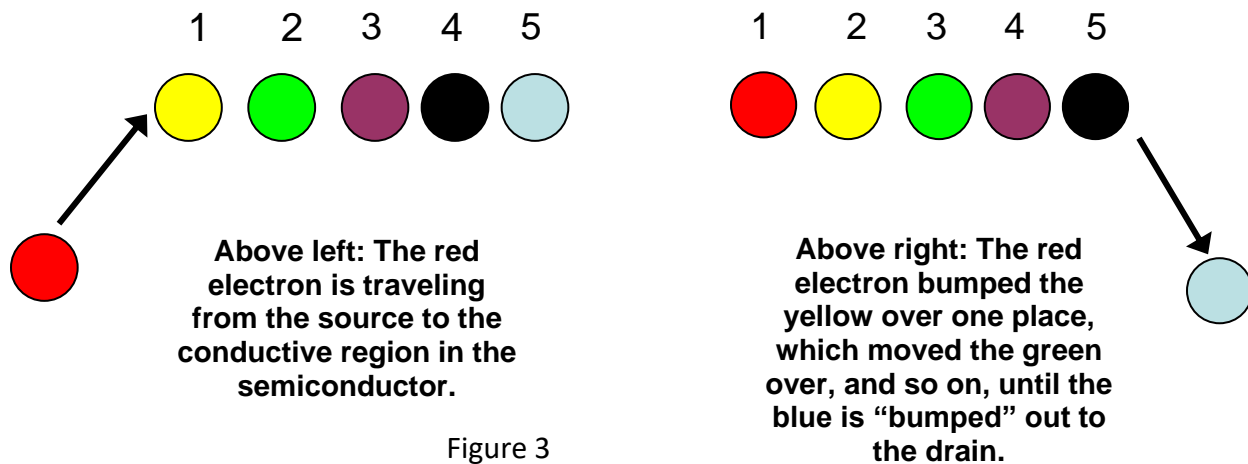 1 2 3 4 5
1 2 3 4 5
Above left: The red
electron is traveling
from the source to the
conductive region in the
semiconductor.
Figure 3
Above right: The red
electron bumped the
yellow over one place,
which moved the green
over, and so on, until the
blue is “bumped” out to
the drain.